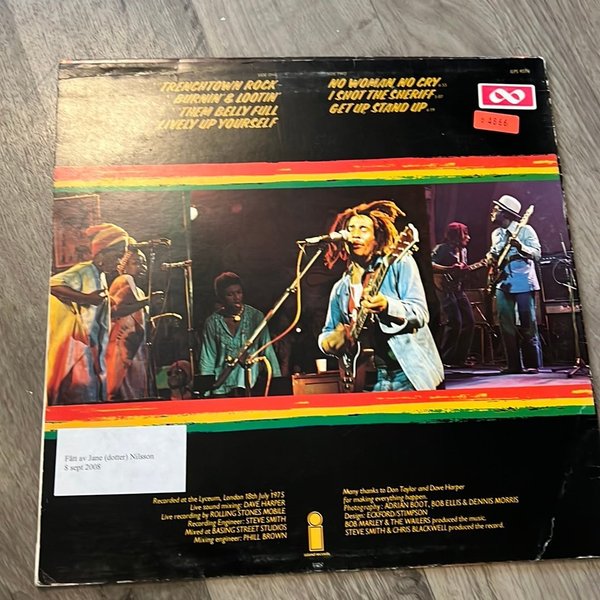 SIDE ONE
TRENCHTOWN ROCK
BURNIN' & LOOTIN'
THEM BELLY FULL
LIVELY UP YOURSELF
SIDE TWO
NO WOMAN, NO CRY
I SHOT THE SHERIFF
GET UP, STAND UP
4866
Fått av Jane (dotter) Nilsson
8 sept 2008
Recorded at the Lyceum, London 18th July 1975
Live sound mixing: DAVE HARPER
Live recording by ROLLING STONES MOBILE
Recording Engineer: STEVE SMITH
Mixed at BASING STREET STUDIOS
Mixing engineer: PHILL BROWN
Many thanks to Don Taylor and Dave Harper
for making everything happen.
Photography: ADRIAN BOOT, BOB ELLIS & DENNIS MORRIS
Design: ECKFORD/STIMPSON
BOB MARLEY & THE WAILERS produced the music.
STEVE SMITH & CHRIS BLACKWELL produced the record.